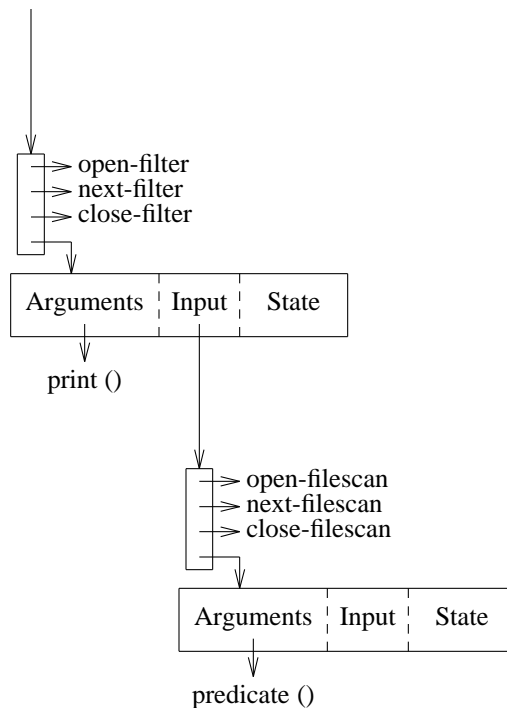 open-filter
next-filter
close-filter
Arguments Input State
print ()
open-filescan
next-filescan
close-filescan
Arguments Input State
predicate ()